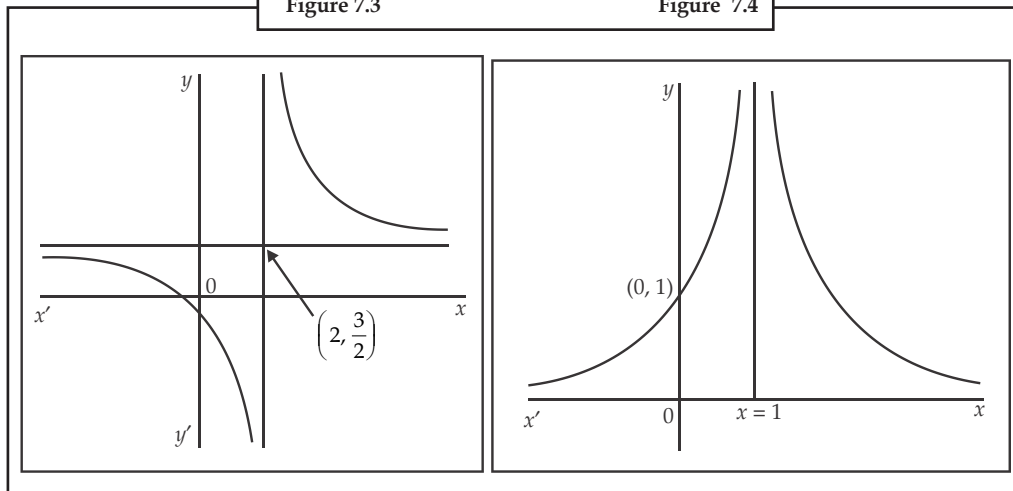 Figure 7.3 Figure 7.4
y
0
x′
x
(2, 3/2)
y′
y
(0, 1)
x′
0
x = 1
x